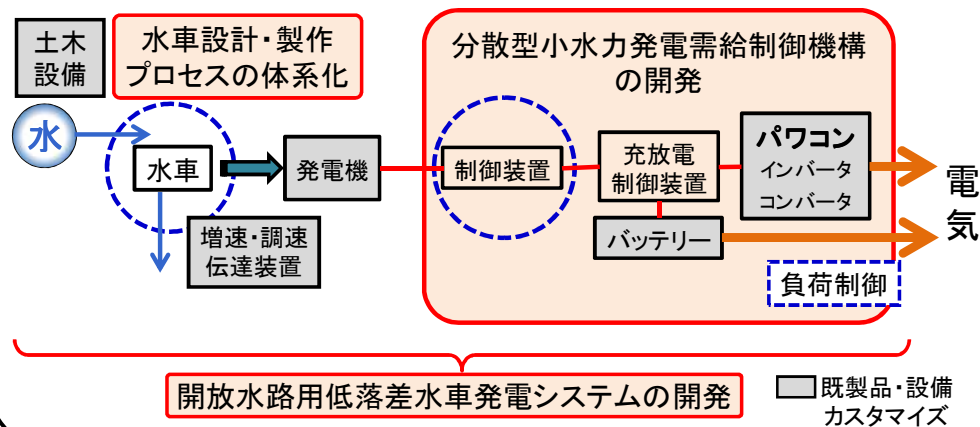 土木
設備
水車設計・製作
プロセスの体系化
分散型小水力発電需給制御機構
の開発
水
水車
発電機
制御装置
充放電
制御装置
パワコン
インバータ
コンバータ
電
気
増速・調速
伝達装置
バッテリー
負荷制御
開放水路用低落差水車発電システムの開発
既製品・設備
カスタマイズ